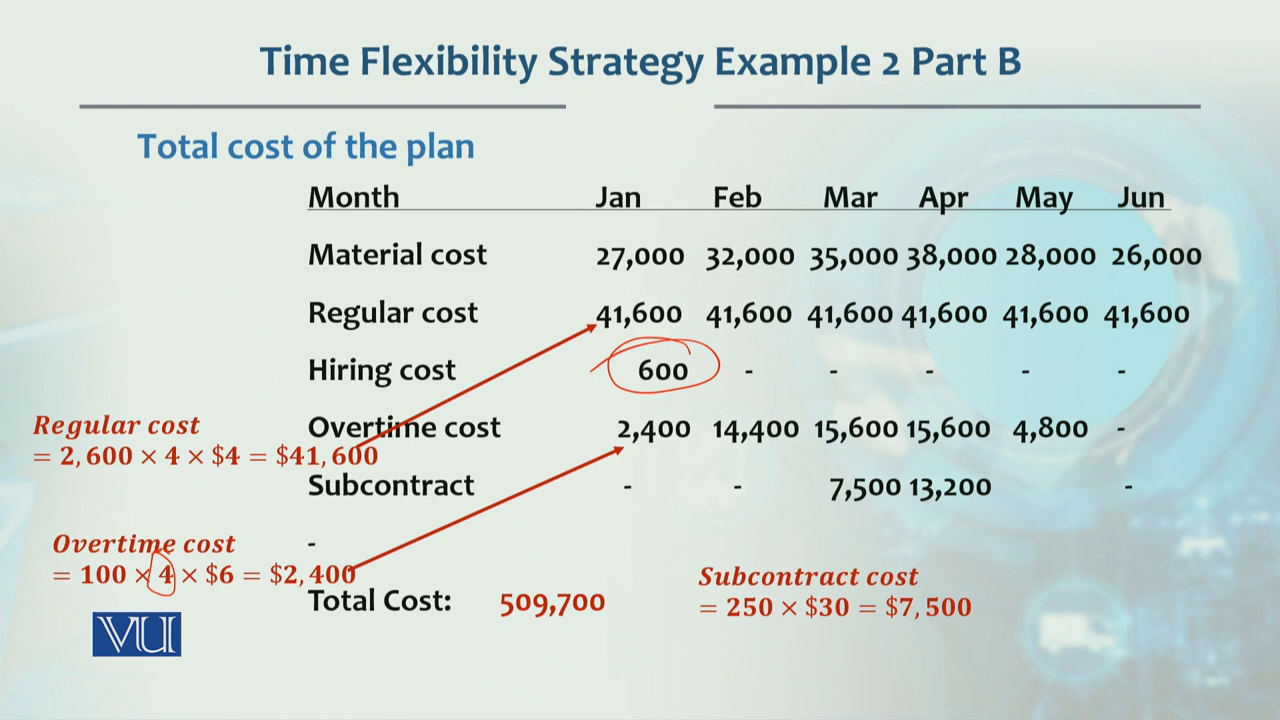 Time Flexibility Strategy Example 2 Part B
Total cost of the plan
Month Jan Feb Mar Apr May Jun
Material cost 27,000 32,000 35,000 38,000 28,000 26,000
Regular cost 41,600 41,600 41,600 41,600 41,600 41,600
Hiring cost 600 - - - - -
Overtime cost 2,400 14,400 15,600 15,600 4,800 -
Subcontract - - 7,500 13,200 -
-
Total Cost: 509,700
Regular cost
= 2,600 × 4 × $4 = $41,600
Overtime cost
= 100 × 4 × $6 = $2,400
Subcontract cost
= 250 × $30 = $7,500
VU